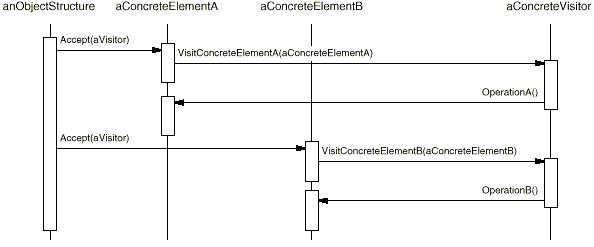 anObjectStructure
aConcreteElementA
aConcreteElementB
aConcreteVisitor
Accept(aVisitor)
VisitConcreteElementA(aConcreteElementA)
OperationA()
Accept(aVisitor)
VisitConcreteElementB(aConcreteElementB)
OperationB()